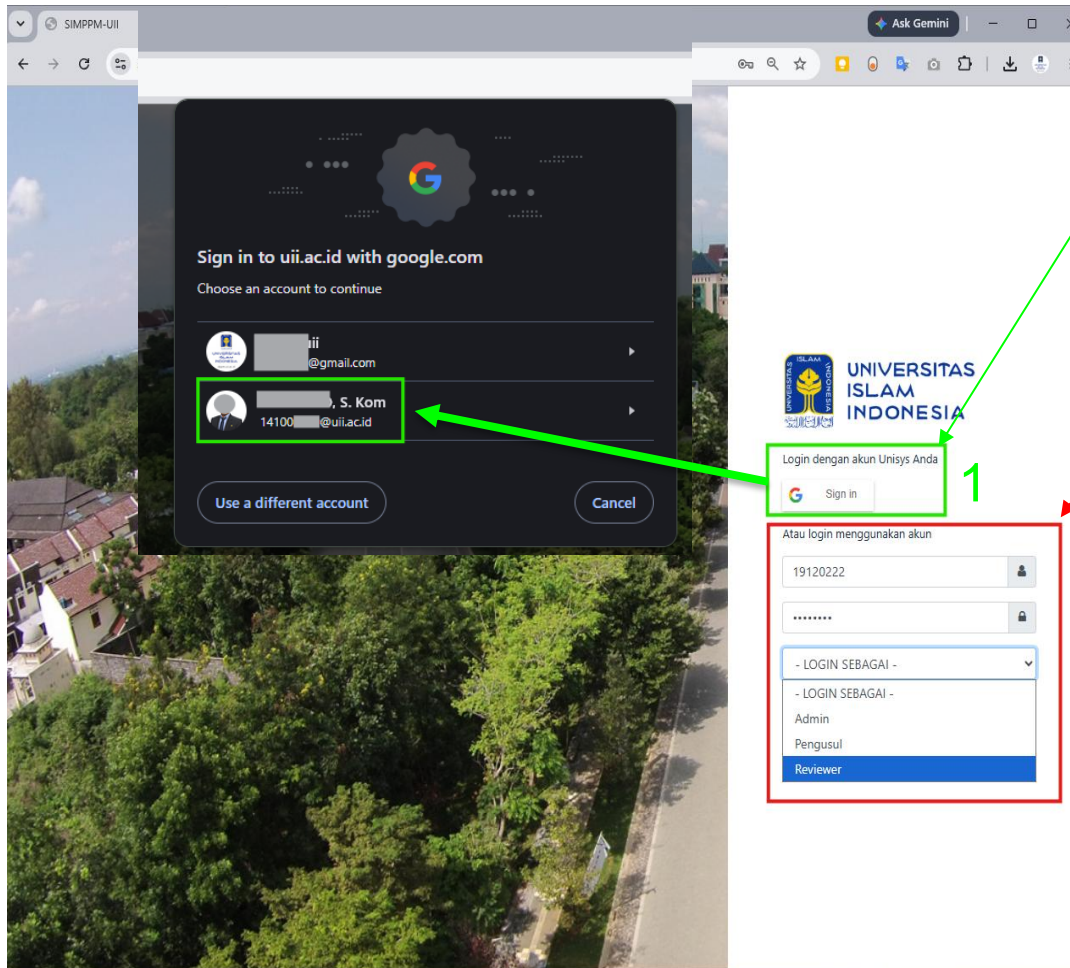 SIMPPM-UII
Ask Gemini
Sign in to uii.ac.id with google.com
Choose an account to continue
ii
@gmail.com
, S. Kom
14100 @uii.ac.id
Use a different account
Cancel
UNIVERSITAS
ISLAM
INDONESIA
Login dengan akun Unisys Anda
Sign in
1
Atau login menggunakan akun
19120222
- LOGIN SEBAGAI -
- LOGIN SEBAGAI -
Admin
Pengusul
Reviewer